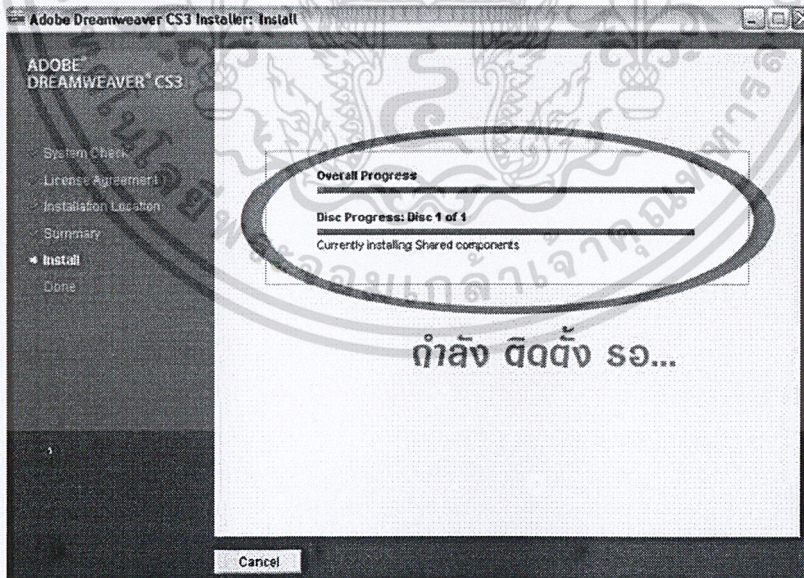 Adobe Dreamweaver CS3 Installer: Install
ADOBE®
DREAMWEAVER® CS3
System Check
License Agreement
Installation Location
Summary
Install
Done
Overall Progress
Disc Progress: Disc 1 of 1
Currently installing Shared components
กำลัง ติดตั้ง รอ...
Cancel